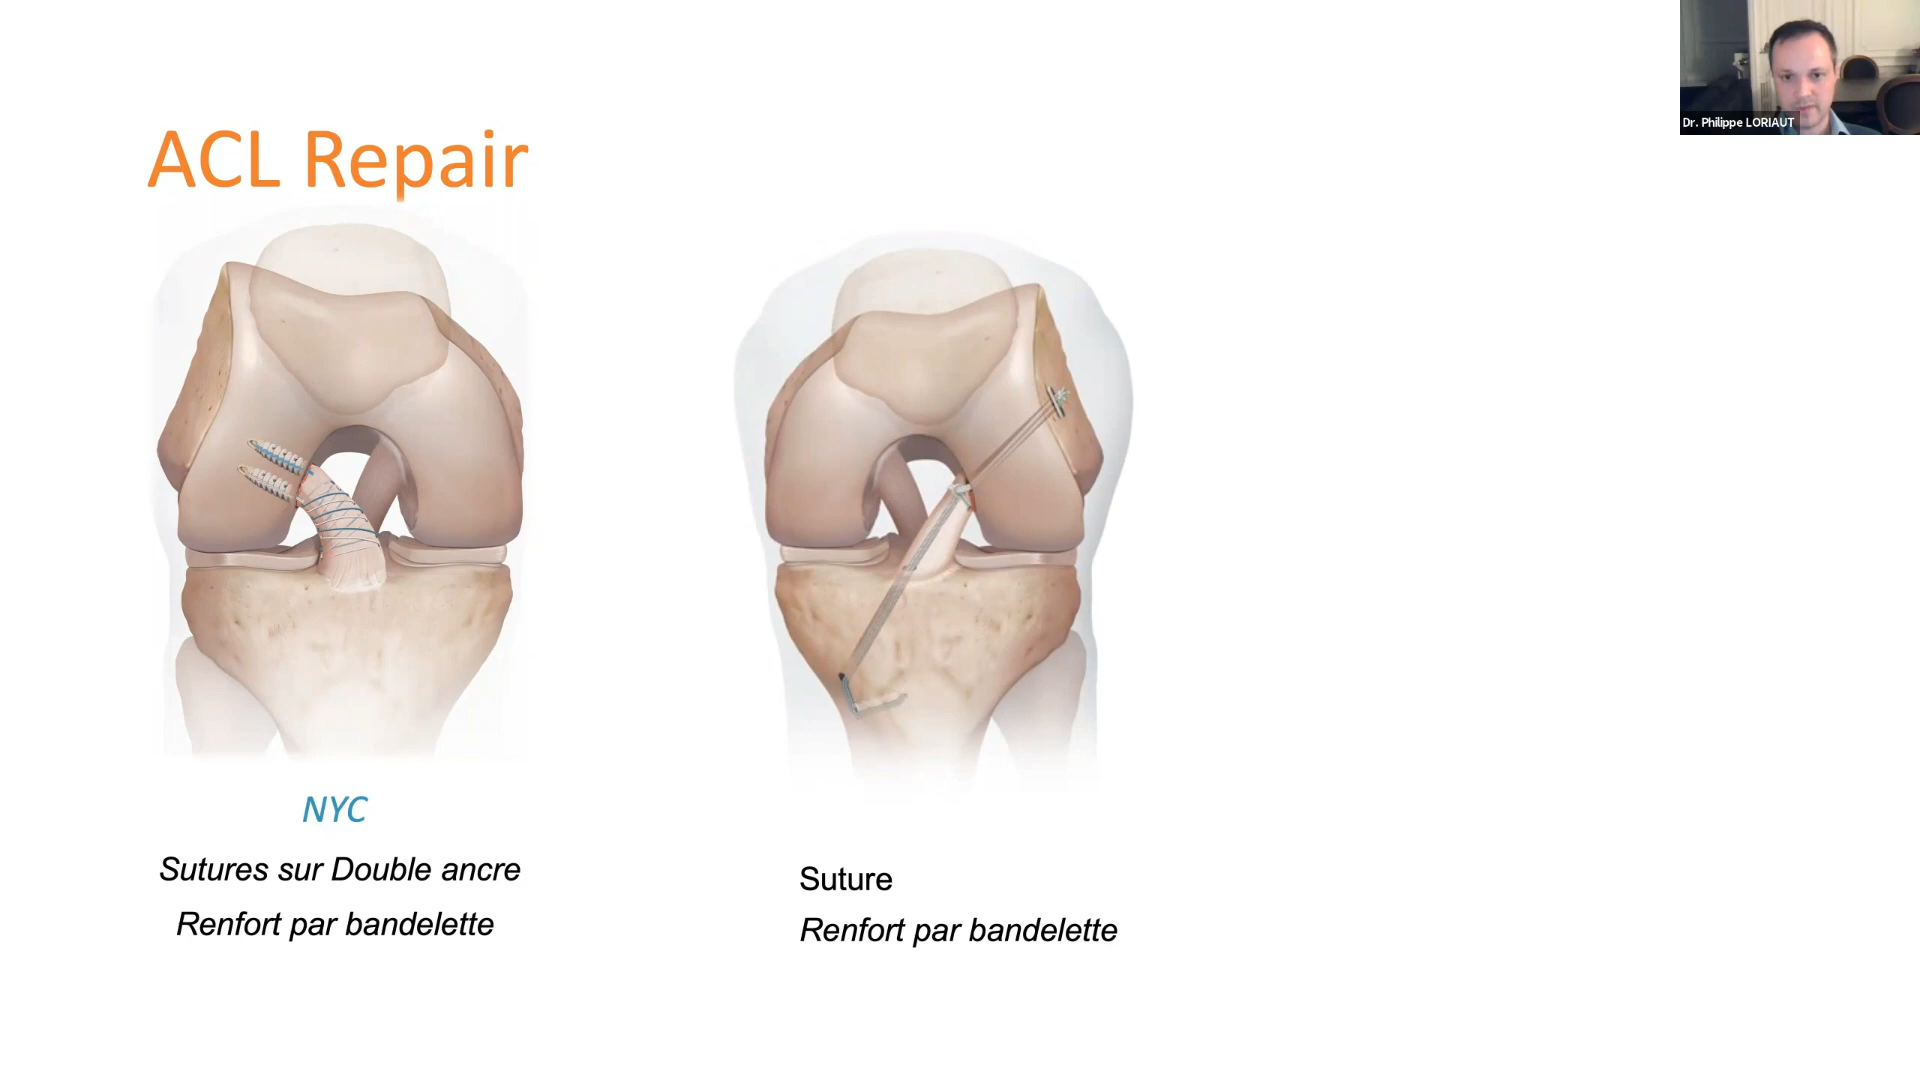 Dr. Philippe LORIAUT
ACL Repair
NYC
Sutures sur Double ancre
Renfort par bandelette
Suture
Renfort par bandelette